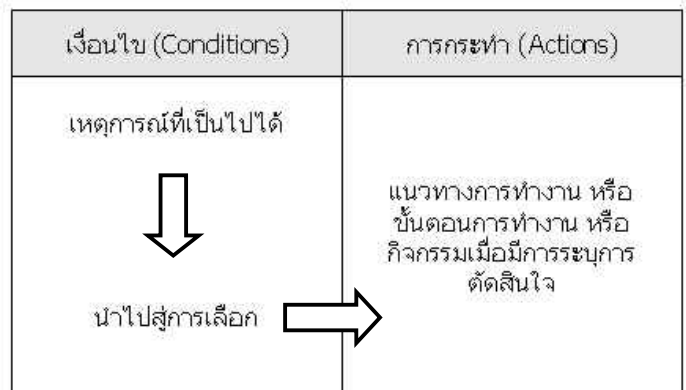 เงื่อนไข (Conditions)
การกระทำ (Actions)
เหตุการณ์ที่เป็นไปได้
นำไปสู่การเลือก
แนวทางการทำงาน หรือ
ขั้นตอนการทำงาน หรือ
กิจกรรมเมื่อมีการระบุการ
ตัดสินใจ